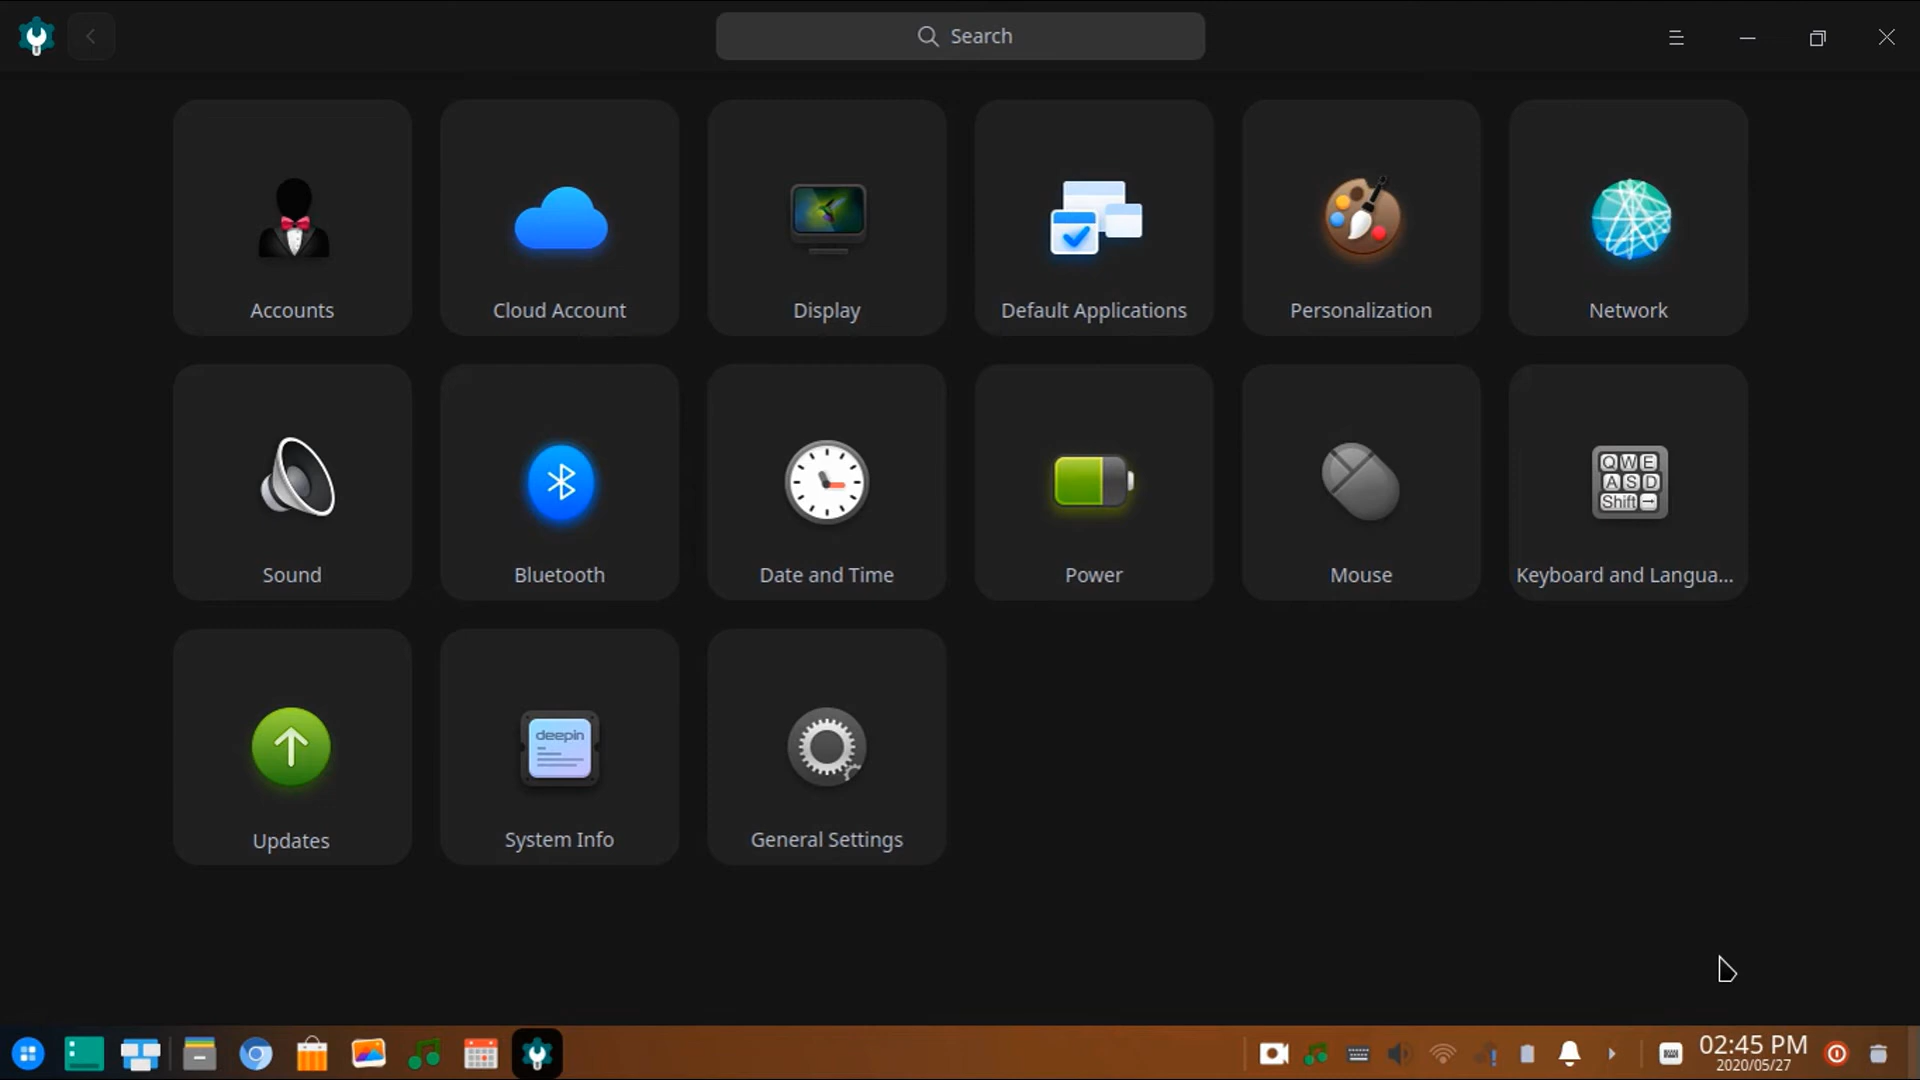 Search
Accounts
Cloud Account
Display
Default Applications
Personalization
Network
QWE
ASD
Shift
Sound
Bluetooth
Date and Time
Power
Mouse
Keyboard and Langua...
deepin
Updates
System Info
General Settings
02:45 PM
2020/05/27